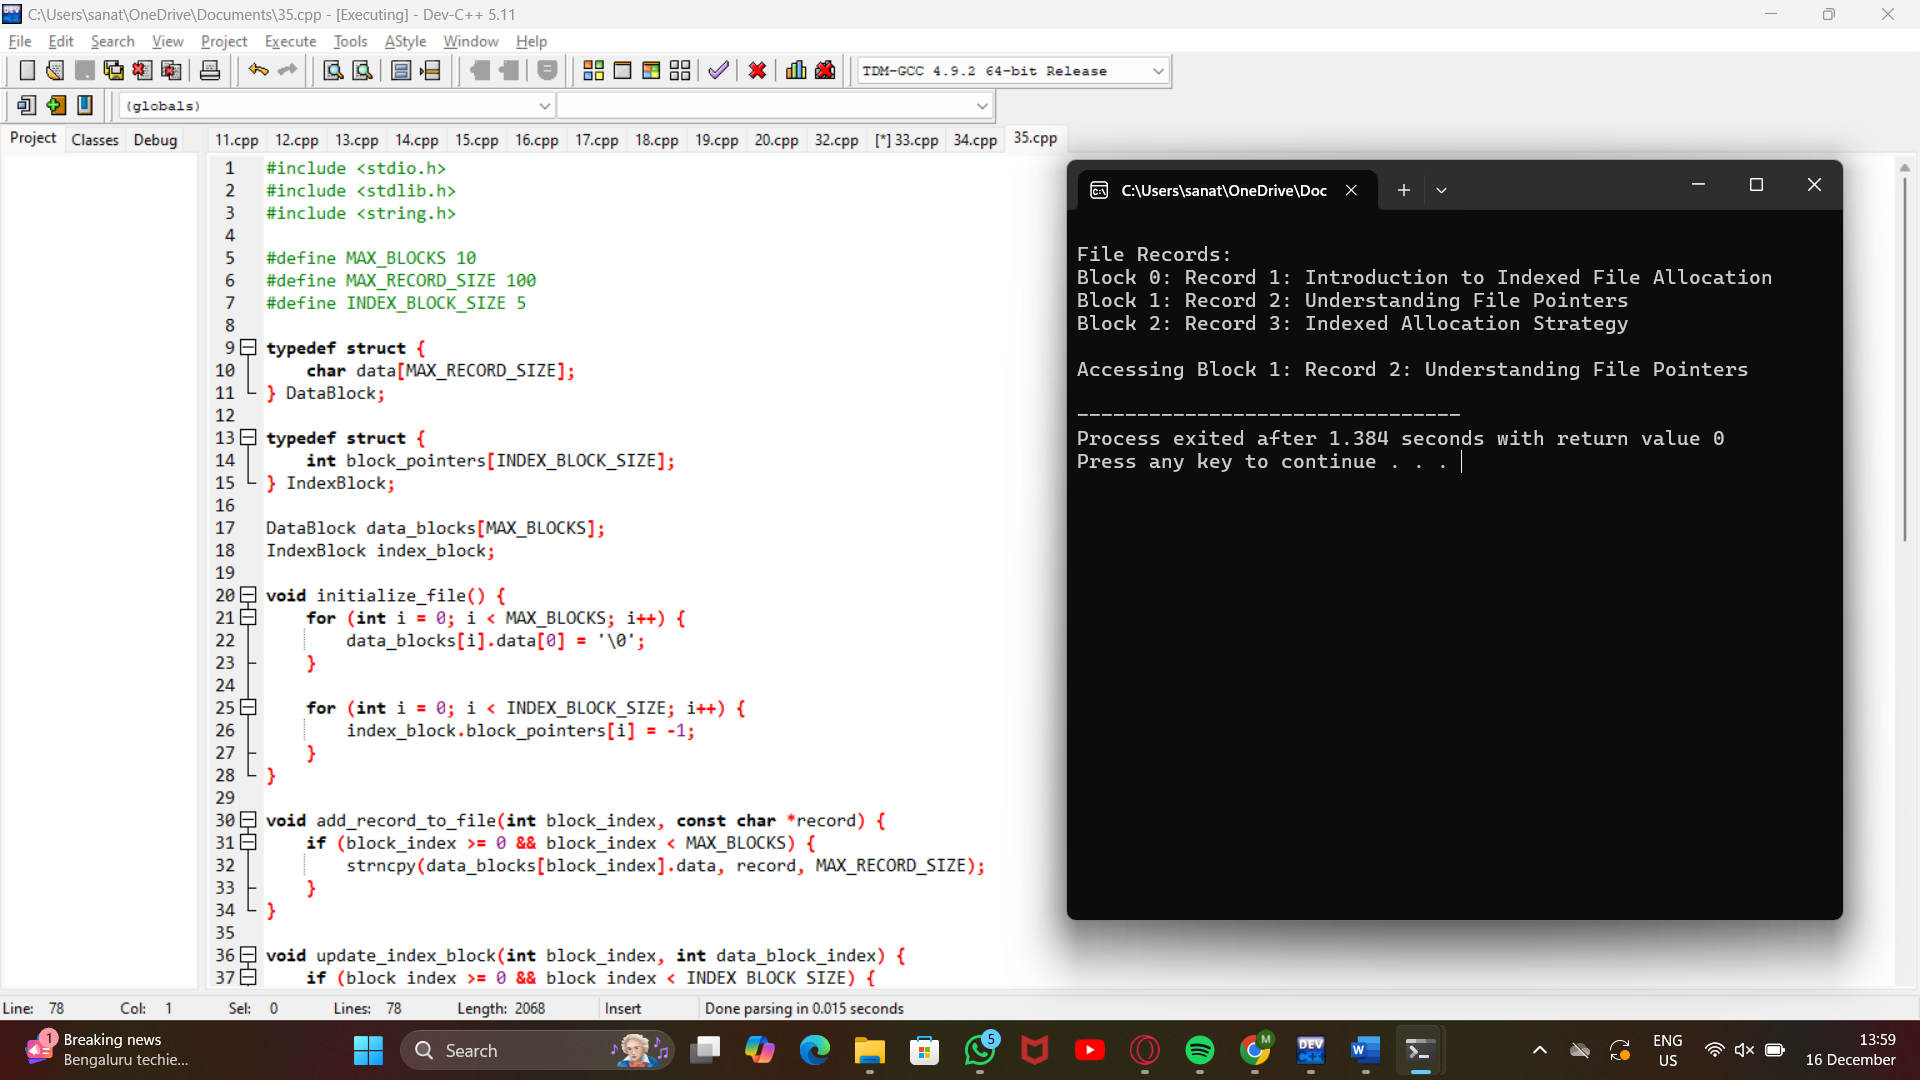 C:\Users\sanat\OneDrive\Documents\35.cpp - [Executing] - Dev-C++ 5.11
File Edit Search View Project Execute Tools AStyle Window Help
TDM-GCC 4.9.2 64-bit Release
(globals)
Project Classes Debug
11.cpp 12.cpp 13.cpp 14.cpp 15.cpp 16.cpp 17.cpp 18.cpp 19.cpp 20.cpp 32.cpp [*] 33.cpp 34.cpp 35.cpp
1 #include <stdio.h>
2 #include <stdlib.h>
3 #include <string.h>
4
5 #define MAX_BLOCKS 10
6 #define MAX_RECORD_SIZE 100
7 #define INDEX_BLOCK_SIZE 5
8
9 typedef struct {
10     char data[MAX_RECORD_SIZE];
11 } DataBlock;
12
13 typedef struct {
14     int block_pointers[INDEX_BLOCK_SIZE];
15 } IndexBlock;
16
17 DataBlock data_blocks[MAX_BLOCKS];
18 IndexBlock index_block;
19
20 void initialize_file() {
21     for (int i = 0; i < MAX_BLOCKS; i++) {
22         data_blocks[i].data[0] = '\0';
23     }
24
25     for (int i = 0; i < INDEX_BLOCK_SIZE; i++) {
26         index_block.block_pointers[i] = -1;
27     }
28 }
29
30 void add_record_to_file(int block_index, const char *record) {
31     if (block_index >= 0 && block_index < MAX_BLOCKS) {
32         strncpy(data_blocks[block_index].data, record, MAX_RECORD_SIZE);
33     }
34 }
35
36 void update_index_block(int block_index, int data_block_index) {
37     if (block_index >= 0 && block_index < INDEX_BLOCK_SIZE) {
C:\Users\sanat\OneDrive\Doc
File Records:
Block 0: Record 1: Introduction to Indexed File Allocation
Block 1: Record 2: Understanding File Pointers
Block 2: Record 3: Indexed Allocation Strategy
Accessing Block 1: Record 2: Understanding File Pointers
--------------------------------
Process exited after 1.384 seconds with return value 0
Press any key to continue . . .
Line: 78 Col: 1 Sel: 0 Lines: 78 Length: 2068 Insert Done parsing in 0.015 seconds
1
Breaking news
Bengaluru techie...
Search
5
M
DEV
W
ENG
US
13:59
16 December